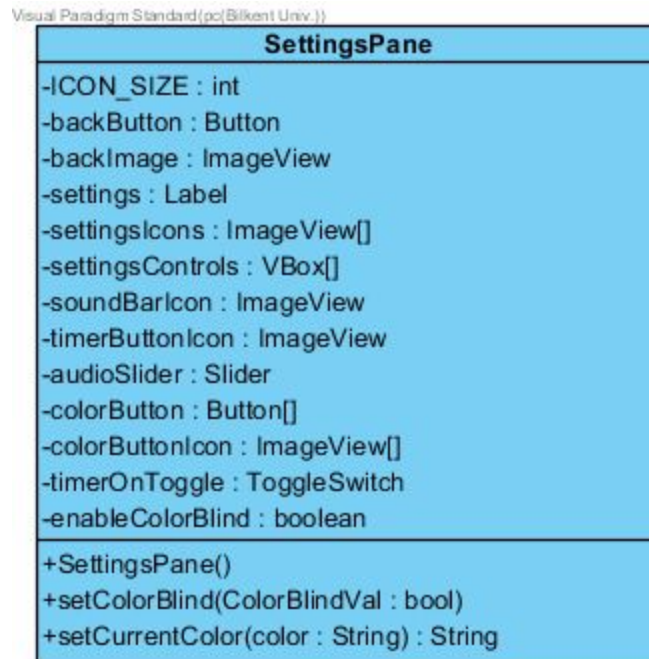 Visual Paradigm Standard(pc(Bilkent Univ.))
SettingsPane
-ICON_SIZE : int
-backButton : Button
-backImage : ImageView
-settings : Label
-settingsIcons : ImageView[]
-settingsControls : VBox[]
-soundBarIcon : ImageView
-timerButtonIcon : ImageView
-audioSlider : Slider
-colorButton : Button[]
-colorButtonIcon : ImageView[]
-timerOnToggle : ToggleSwitch
-enableColorBlind : boolean
+SettingsPane()
+setColorBlind(ColorBlindVal : bool)
+setCurrentColor(color : String) : String